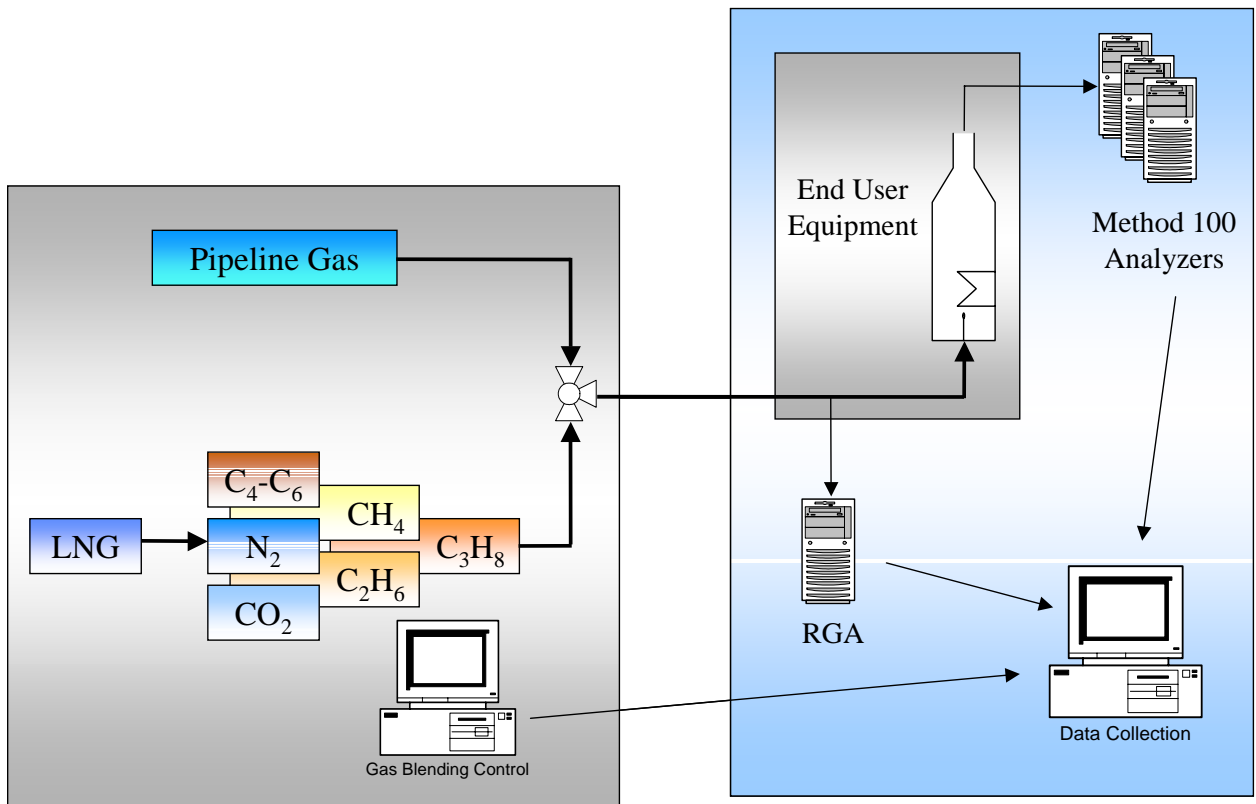 Pipeline Gas
LNG
C₄-C₆
N₂
CO₂
CH₄
C₂H₆
C₃H₈
Gas Blending Control
End User
Equipment
Method 100
Analyzers
RGA
Data Collection